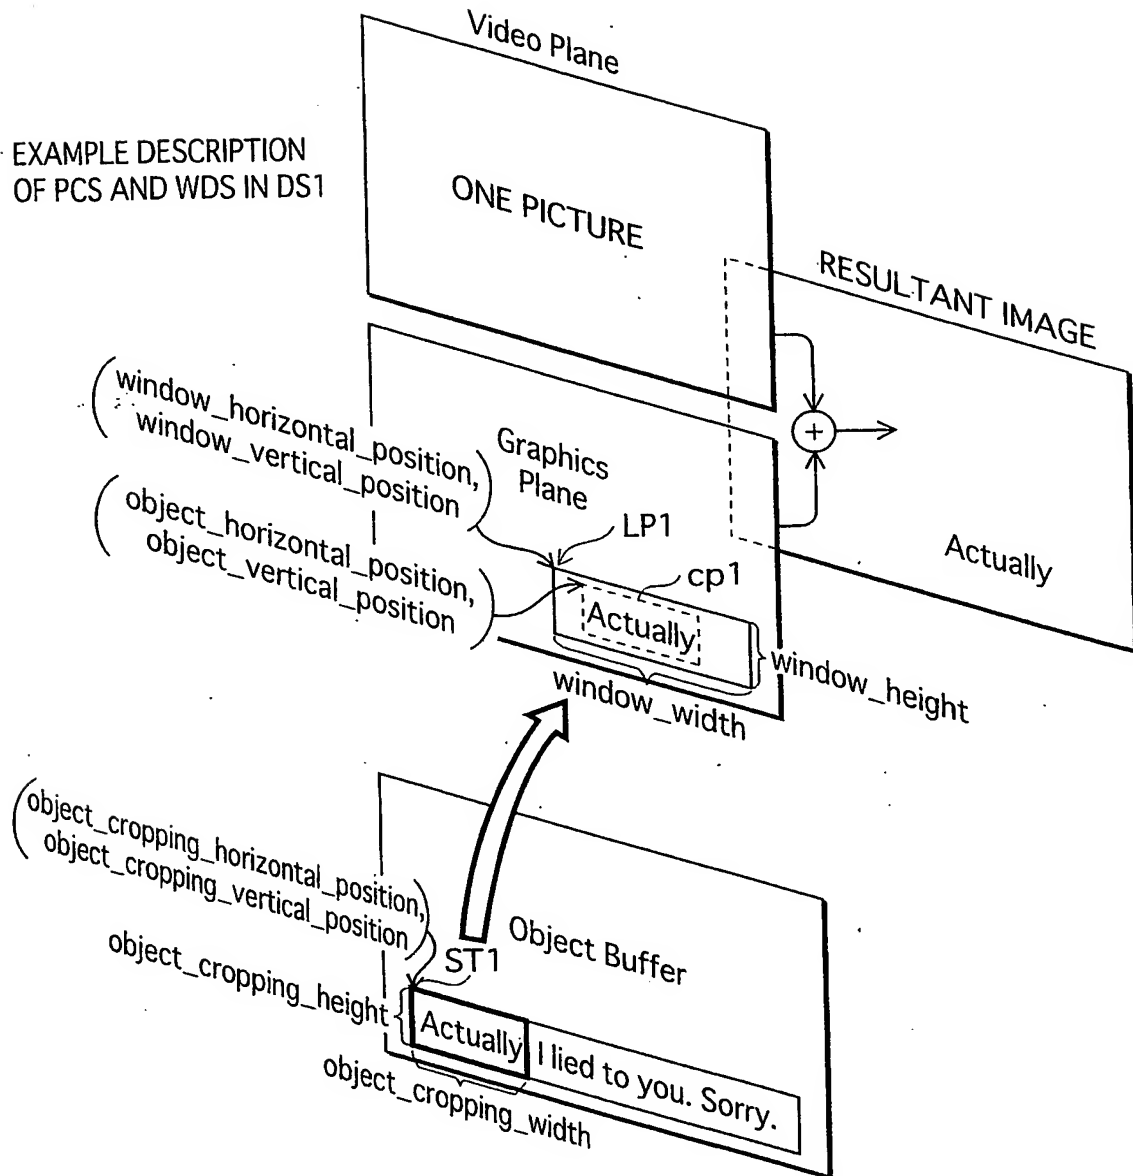 Video Plane
EXAMPLE DESCRIPTION
OF PCS AND WDS IN DS1
ONE PICTURE
RESULTANT IMAGE
(window_horizontal_position,
window_vertical_position)
Graphics
Plane
+
(object_horizontal_position,
object_vertical_position)
LP1
cp1
Actually
Actually
window_height
window_width
(object_cropping_horizontal_position,
object_cropping_vertical_position)
Object Buffer
ST1
object_cropping_height
Actually
I lied to you. Sorry.
object_cropping_width